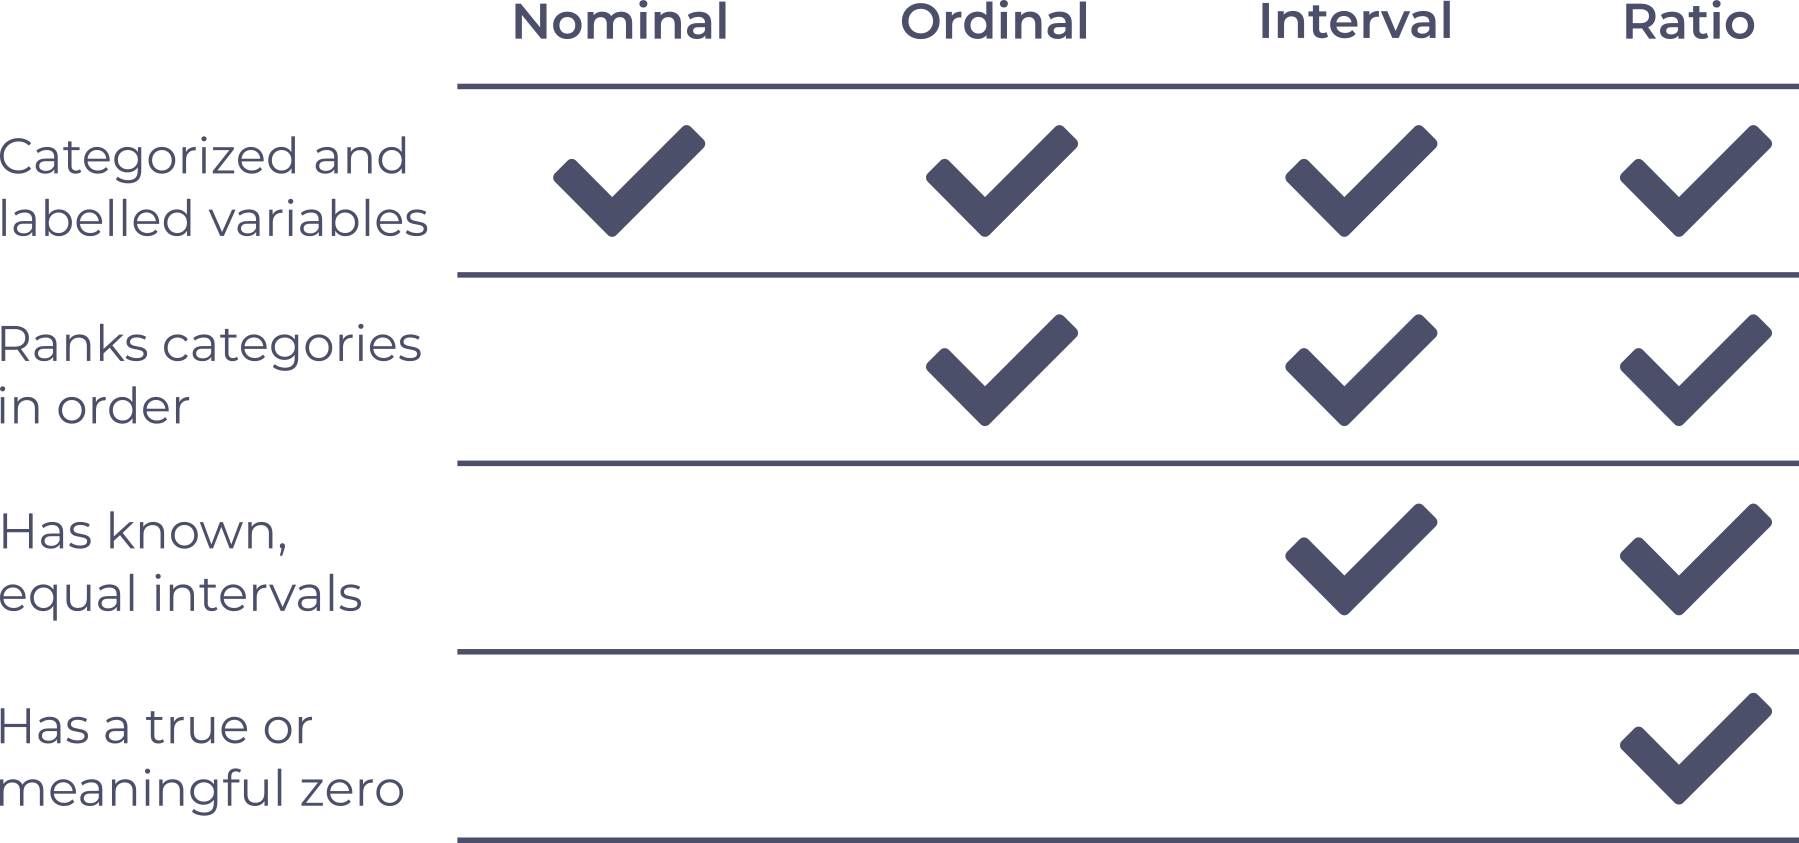 Nominal Ordinal Interval Ratio
Categorized and
labelled variables
Ranks categories
in order
Has known,
equal intervals
Has a true or
meaningful zero